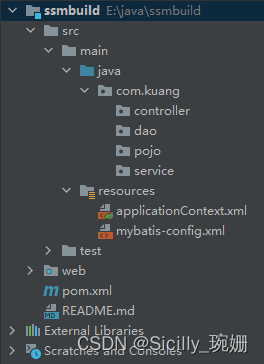 ssmbuild E:\java\ssmbuild
src
main
java
com.kuang
controller
dao
pojo
service
resources
applicationContext.xml
mybatis-config.xml
test
web
pom.xml
README.md
External Libraries
Scratches and Consoles
CSDN @Sicilly_琬姗